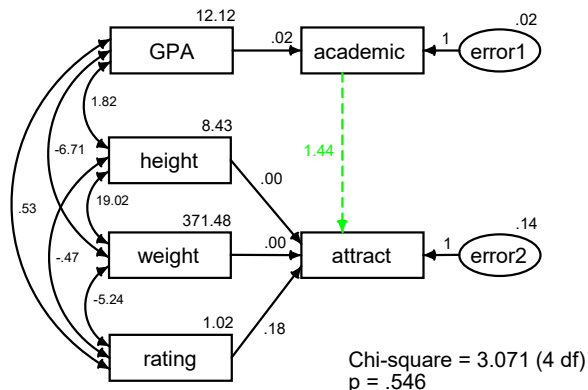 12.12
.02
GPA
.02
academic
1
error1
1.82
8.43
-6.71
height
1.44
.00
.53
19.02
371.48
.14
-.47
weight
.00
attract
1
error2
-5.24
1.02
.18
rating
Chi-square = 3.071 (4 df)
p = .546